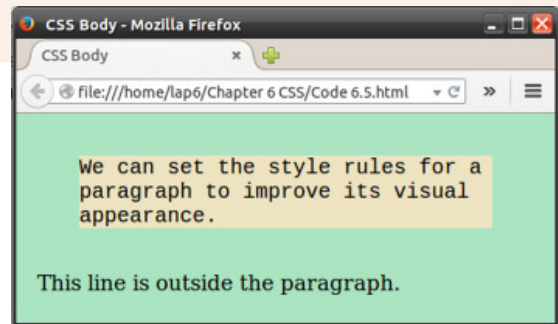 CSS Body - Mozilla Firefox
CSS Body
file:///home/lap6/Chapter 6 CSS/Code 6.5.html
We can set the style rules for a
paragraph to improve its visual
appearance.
This line is outside the paragraph.